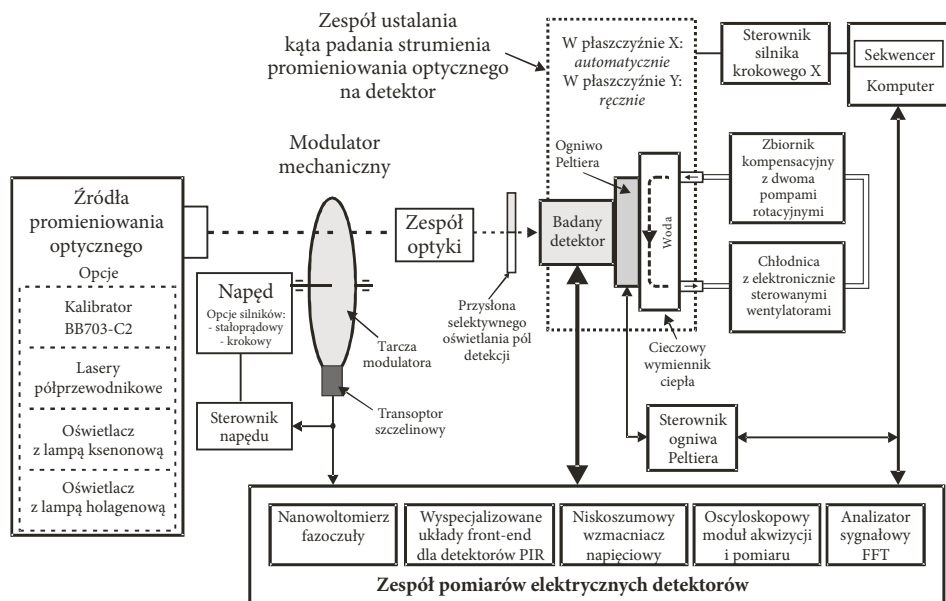 Zespół ustalania
kąta padania strumienia
promieniowania optycznego
na detektor
W płaszczyźnie X:
automatycznie
W płaszczyźnie Y:
ręcznie
Sterownik
silnika
krokowego X
Sekwencer
Komputer
Modulator
mechaniczny
Ogniwo
Peltiera
Zbiornik
kompensacyjny
z dwoma
pompami
rotacyjnymi
Źródła
promieniowania
optycznego
Opcje
Kalibrator
BB703-C2
Lasery
półprzewodnikowe
Oświetlacz
z lampą ksenonową
Oświetlacz
z lampą holagenową
Zespół
optyki
Badany
detektor
Woda
Napęd
Opcje silników:
- stałoprądowy
- krokowy
Chłodnica
z elektronicznie
sterowanymi
wentylatorami
Przysłona
selektywnego
oświetlania pól
detekcji
Tarcza
modulatora
Cieczowy
wymiennik
ciepła
Sterownik
napędu
Transoptor
szczelinowy
Sterownik
ogniwa
Peltiera
Nanowoltomierz
fazoczuły
Wyspecjalizowane
układy front-end
dla detektorów PIR
Niskoszumowy
wzmacniacz
napięciowy
Oscyloskopowy
moduł akwizycji
i pomiaru
Analizator
sygnałowy
FFT
Zespół pomiarów elektrycznych detektorów